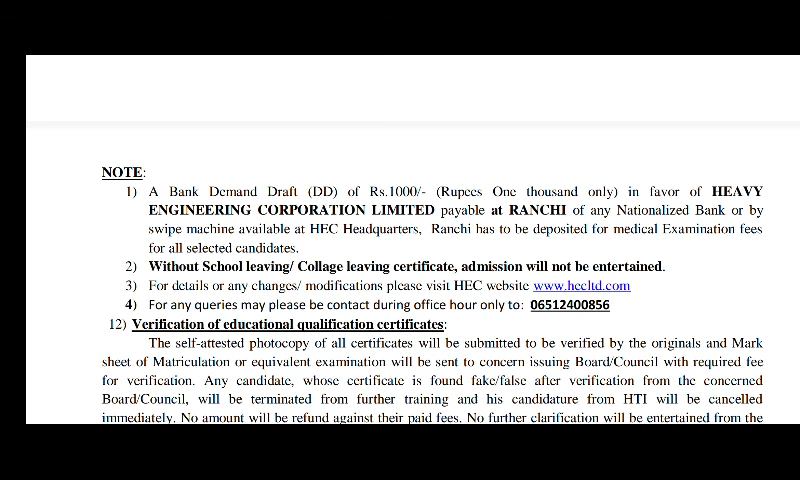 NOTE:
1) A Bank Demand Draft (DD) of Rs.1000/- (Rupees One thousand only) in favor of HEAVY
ENGINEERING CORPORATION LIMITED payable at RANCHI of any Nationalized Bank or by
swipe machine available at HEC Headquarters, Ranchi has to be deposited for medical Examination fees
for all selected candidates.
2) Without School leaving/ Collage leaving certificate, admission will not be entertained.
3) For details or any changes/ modifications please visit HEC website www.hecltd.com
4) For any queries may please be contact during office hour only to: 06512400856
12) Verification of educational qualification certificates:
The self-attested photocopy of all certificates will be submitted to be verified by the originals and Mark
sheet of Matriculation or equivalent examination will be sent to concern issuing Board/Council with required fee
for verification. Any candidate, whose certificate is found fake/false after verification from the concerned
Board/Council, will be terminated from further training and his candidature from HTI will be cancelled
immediately. No amount will be refund against their paid fees. No further clarification will be entertained from the